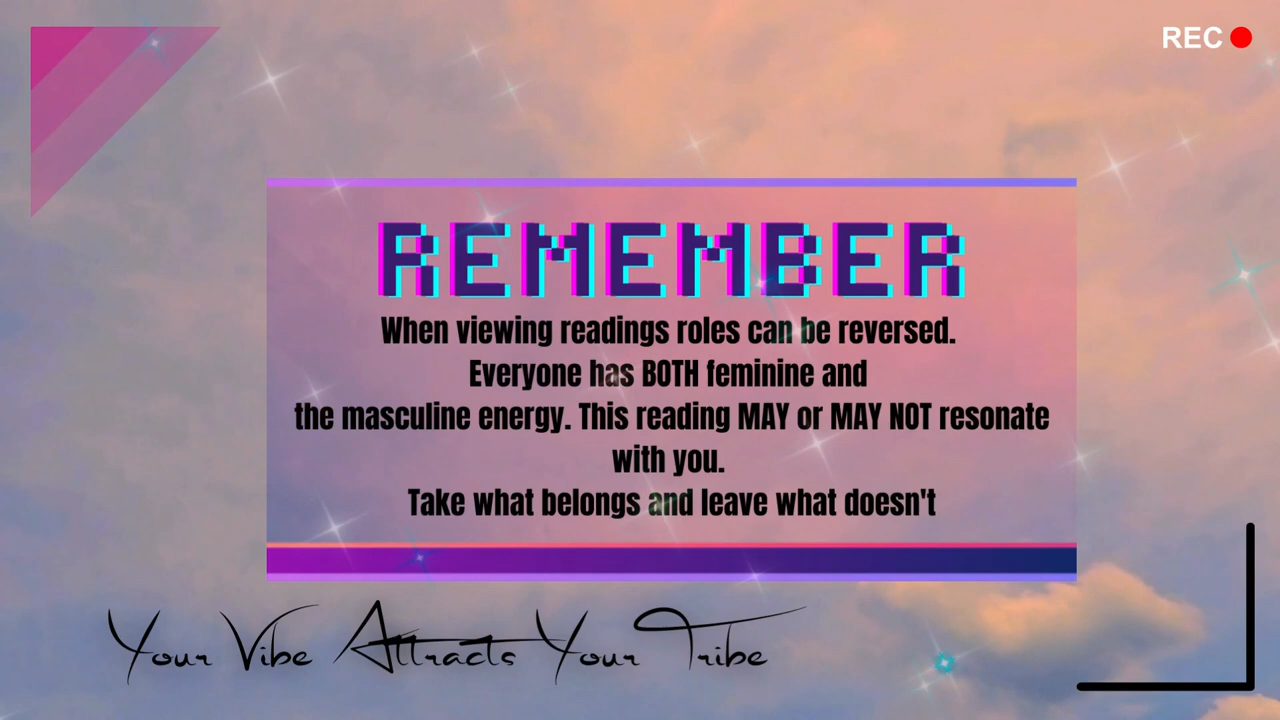 REC
REMEMBER
When viewing readings roles can be reversed.
Everyone has BOTH feminine and
the masculine energy. This reading MAY or MAY NOT resonate
with you.
Take what belongs and leave what doesn't
Your Vibe Attracts Your Tribe